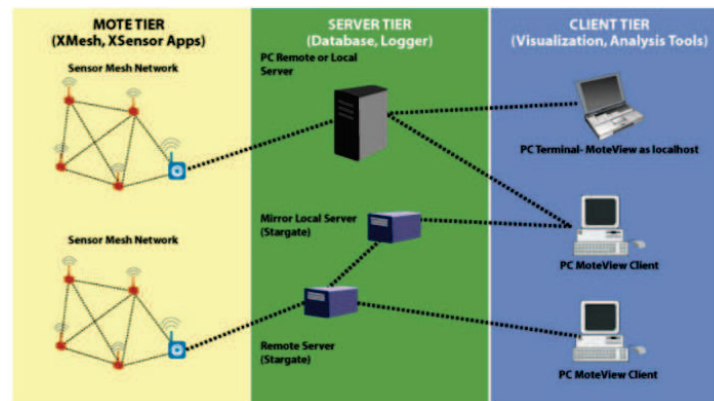 MOTE TIER
(XMesh, XSensor Apps)
Sensor Mesh Network
Sensor Mesh Network
SERVER TIER
(Database, Logger)
PC Remote or Local
Server
Mirror Local Server
(Stargate)
Remote Server
(Stargate)
CLIENT TIER
(Visualization, Analysis Tools)
PC Terminal- MoteView as localhost
PC MoteView Client
PC MoteView Client